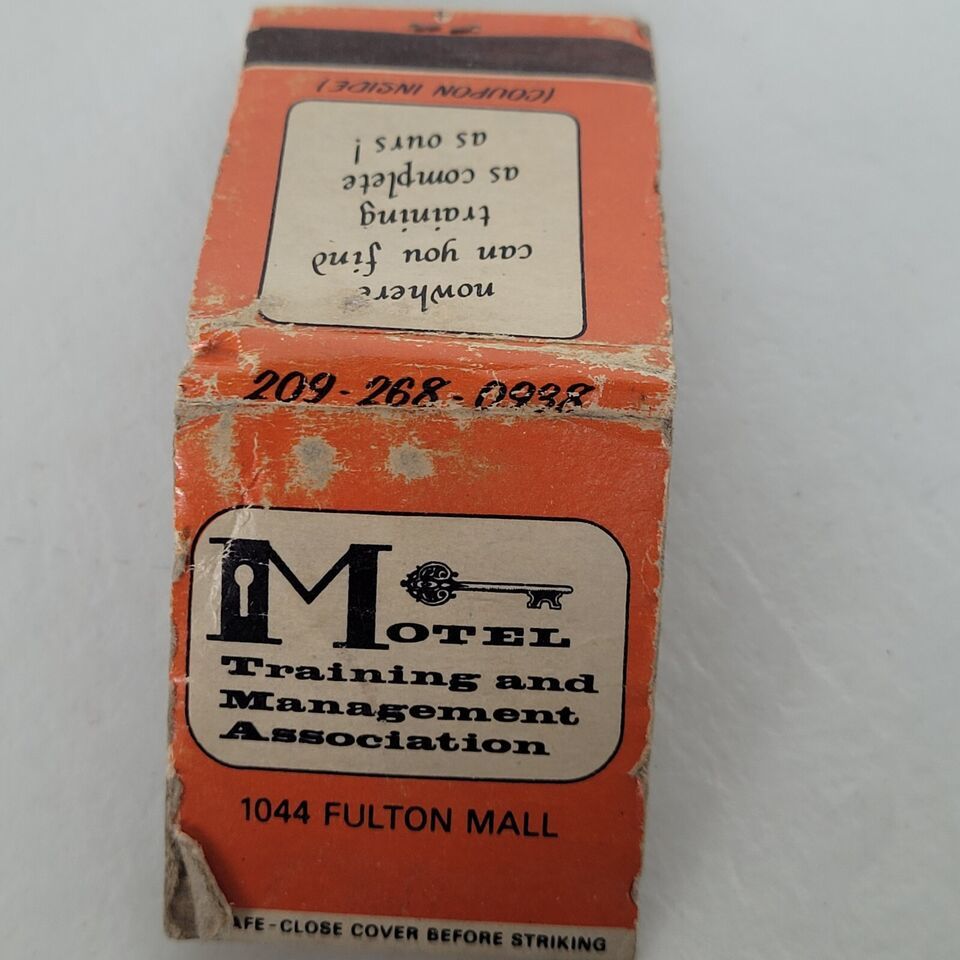 (COUPON INSIDE)
nowhere
can you find
training
as complete
as ours!
209-268-0938
MOTEL
Training and
Management
Association
1044 FULTON MALL
AFE-CLOSE COVER BEFORE STRIKING